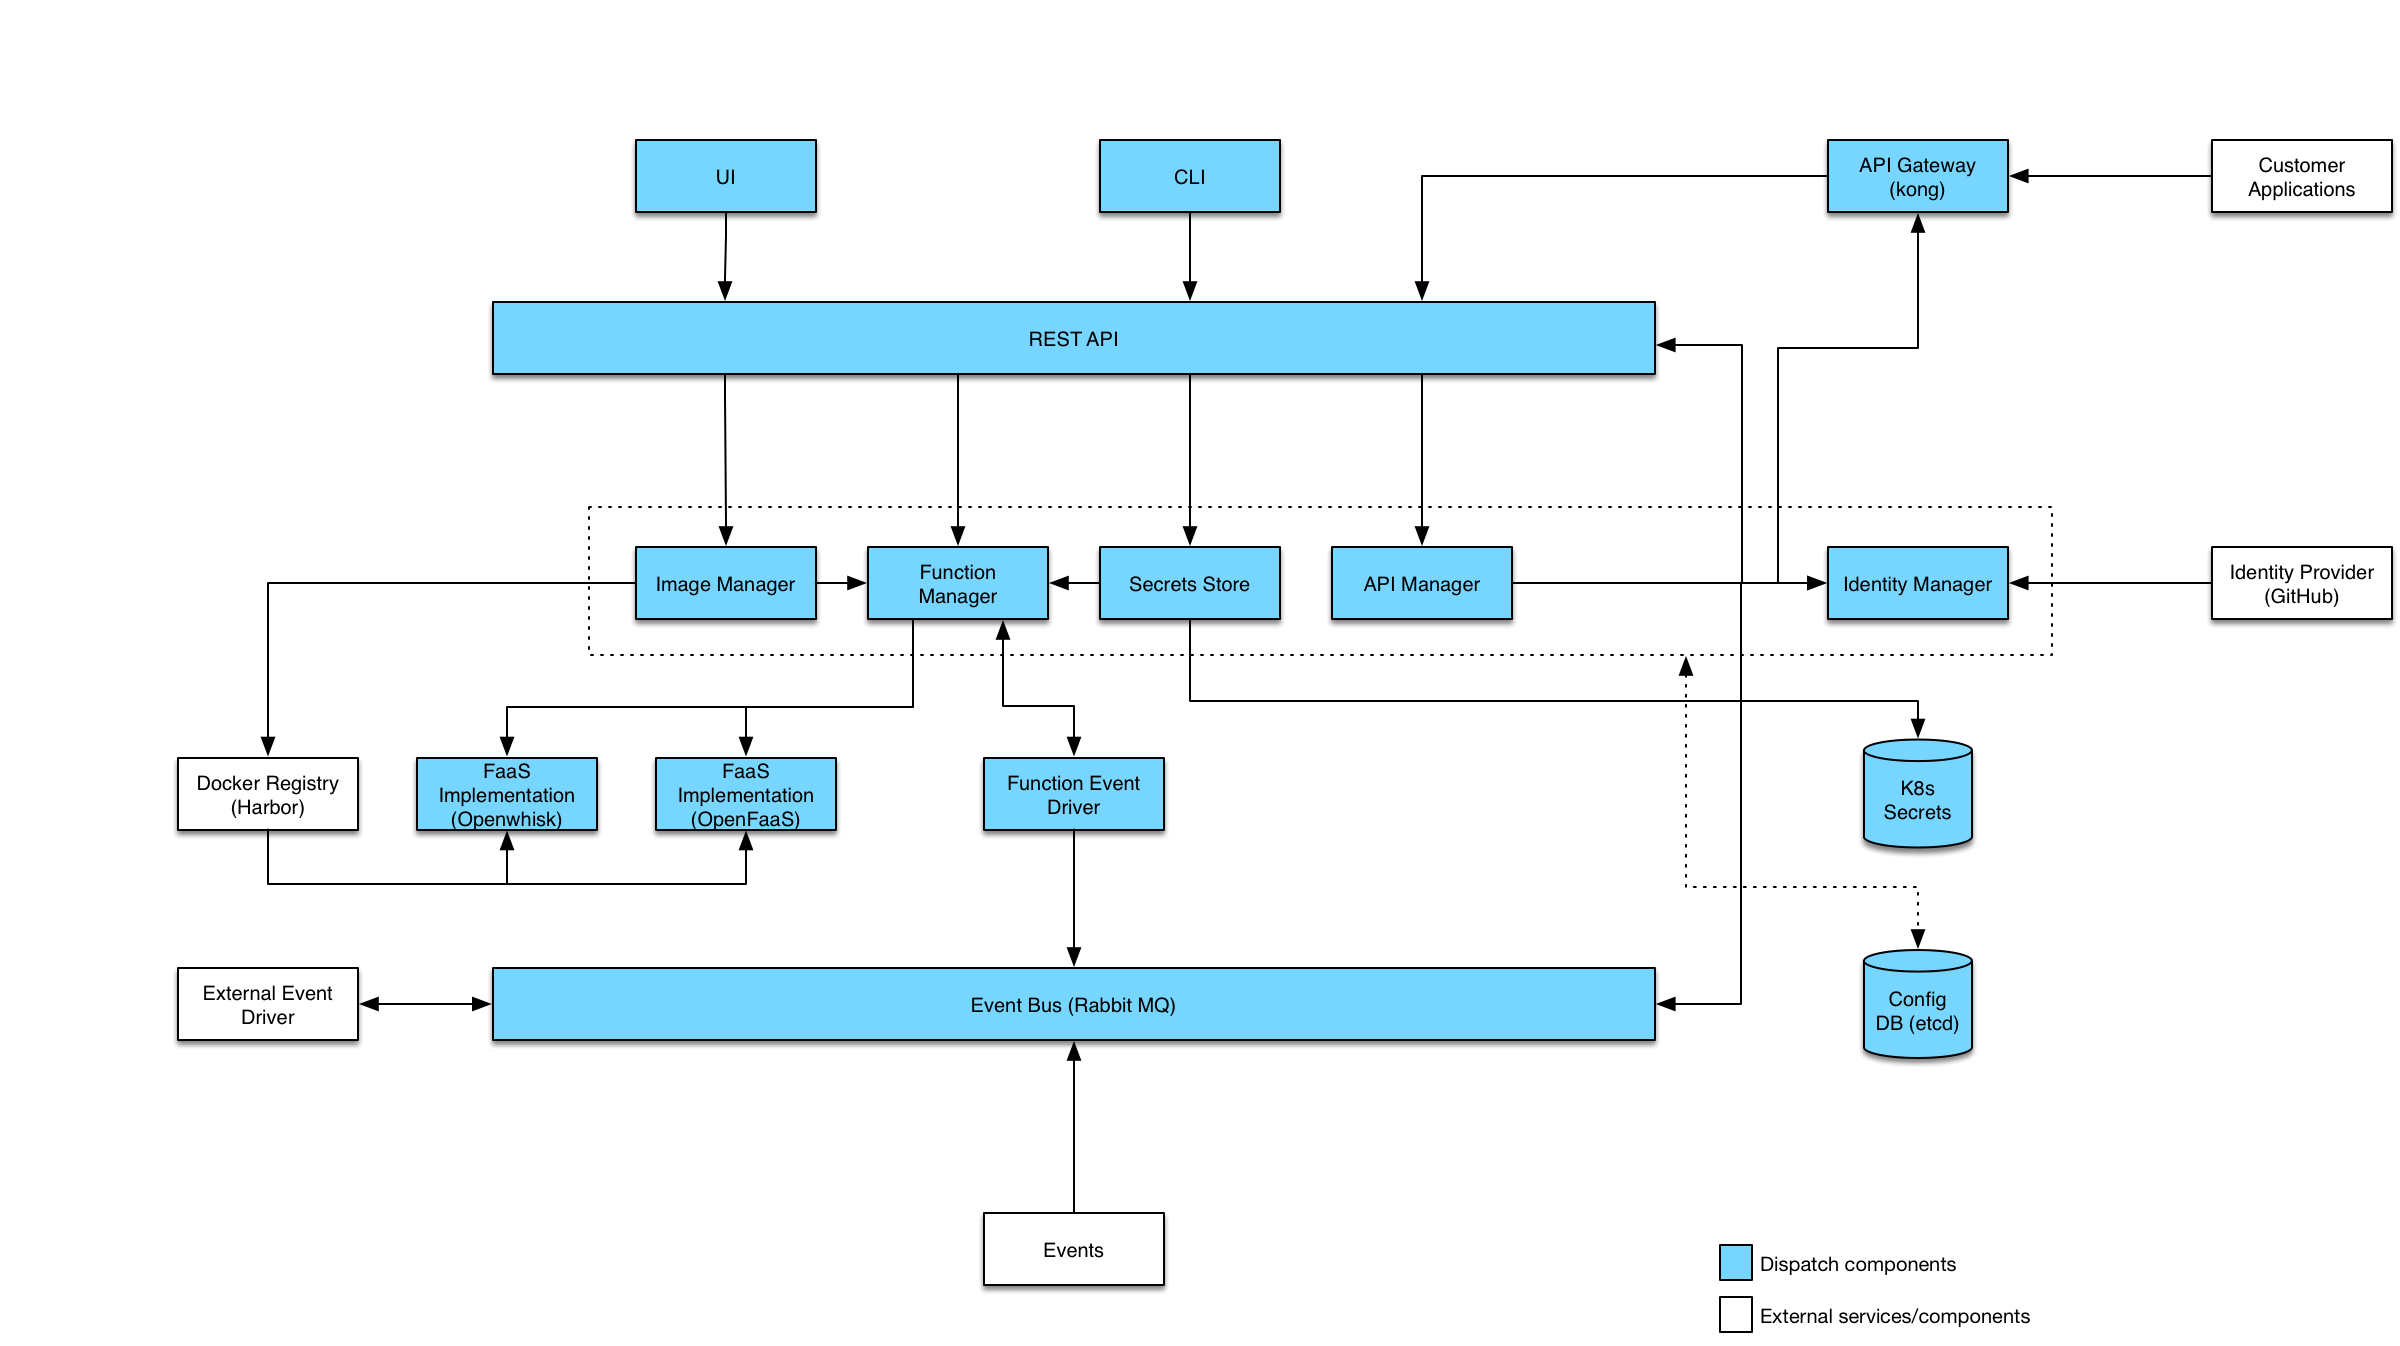 UI
CLI
API Gateway
(kong)
Customer
Applications
REST API
Image Manager
Function
Manager
Secrets Store
API Manager
Identity Manager
Identity Provider
(GitHub)
Docker Registry
(Harbor)
FaaS
Implementation
(Openwhisk)
FaaS
Implementation
(OpenFaaS)
Function Event
Driver
K8s
Secrets
External Event
Driver
Event Bus (Rabbit MQ)
Config
DB (etcd)
Events
Dispatch components
External services/components